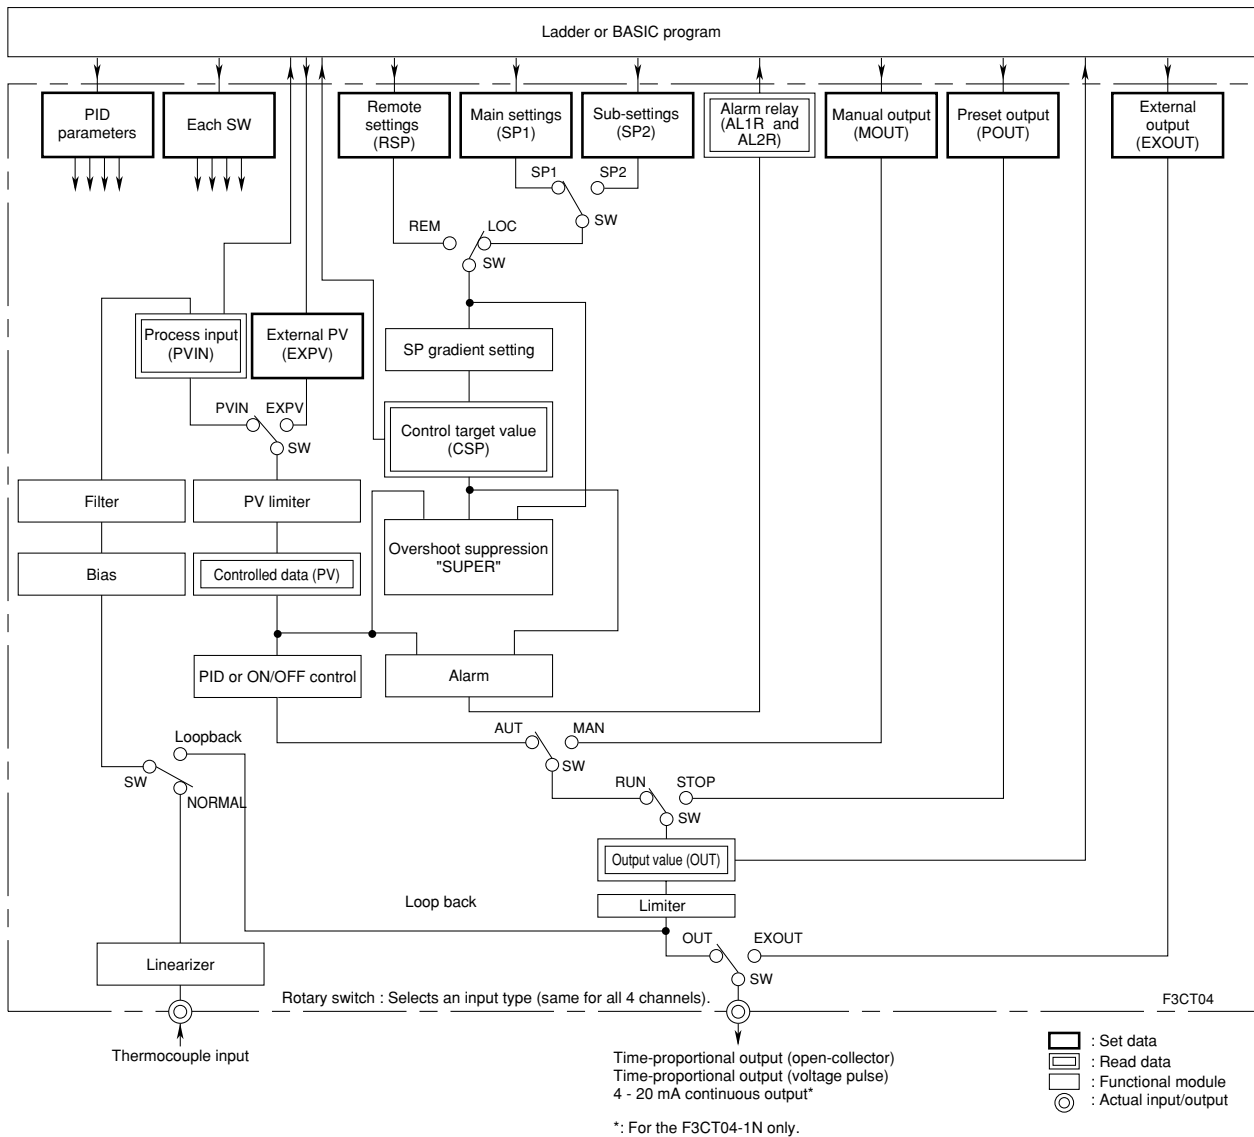 Ladder or BASIC program
PID
parameters
Each SW
Remote
settings
(RSP)
Main settings
(SP1)
Sub-settings
(SP2)
Alarm relay
(AL1R and
AL2R)
Manual output
(MOUT)
Preset output
(POUT)
External
output
(EXOUT)
SP1
SP2
SW
REM
LOC
SW
Process input
(PVIN)
External PV
(EXPV)
SP gradient setting
PVIN
EXPV
SW
Control target value
(CSP)
Filter
PV limiter
Overshoot suppression
"SUPER"
Bias
Controlled data (PV)
PID or ON/OFF control
Alarm
AUT
MAN
SW
Loopback
SW
NORMAL
RUN
STOP
SW
Output value (OUT)
Limiter
Loop back
OUT
EXOUT
SW
Linearizer
Rotary switch : Selects an input type (same for all 4 channels).
F3CT04
Thermocouple input
Time-proportional output (open-collector)
Time-proportional output (voltage pulse)
4 - 20 mA continuous output*
*: For the F3CT04-1N only.
: Set data
: Read data
: Functional module
: Actual input/output